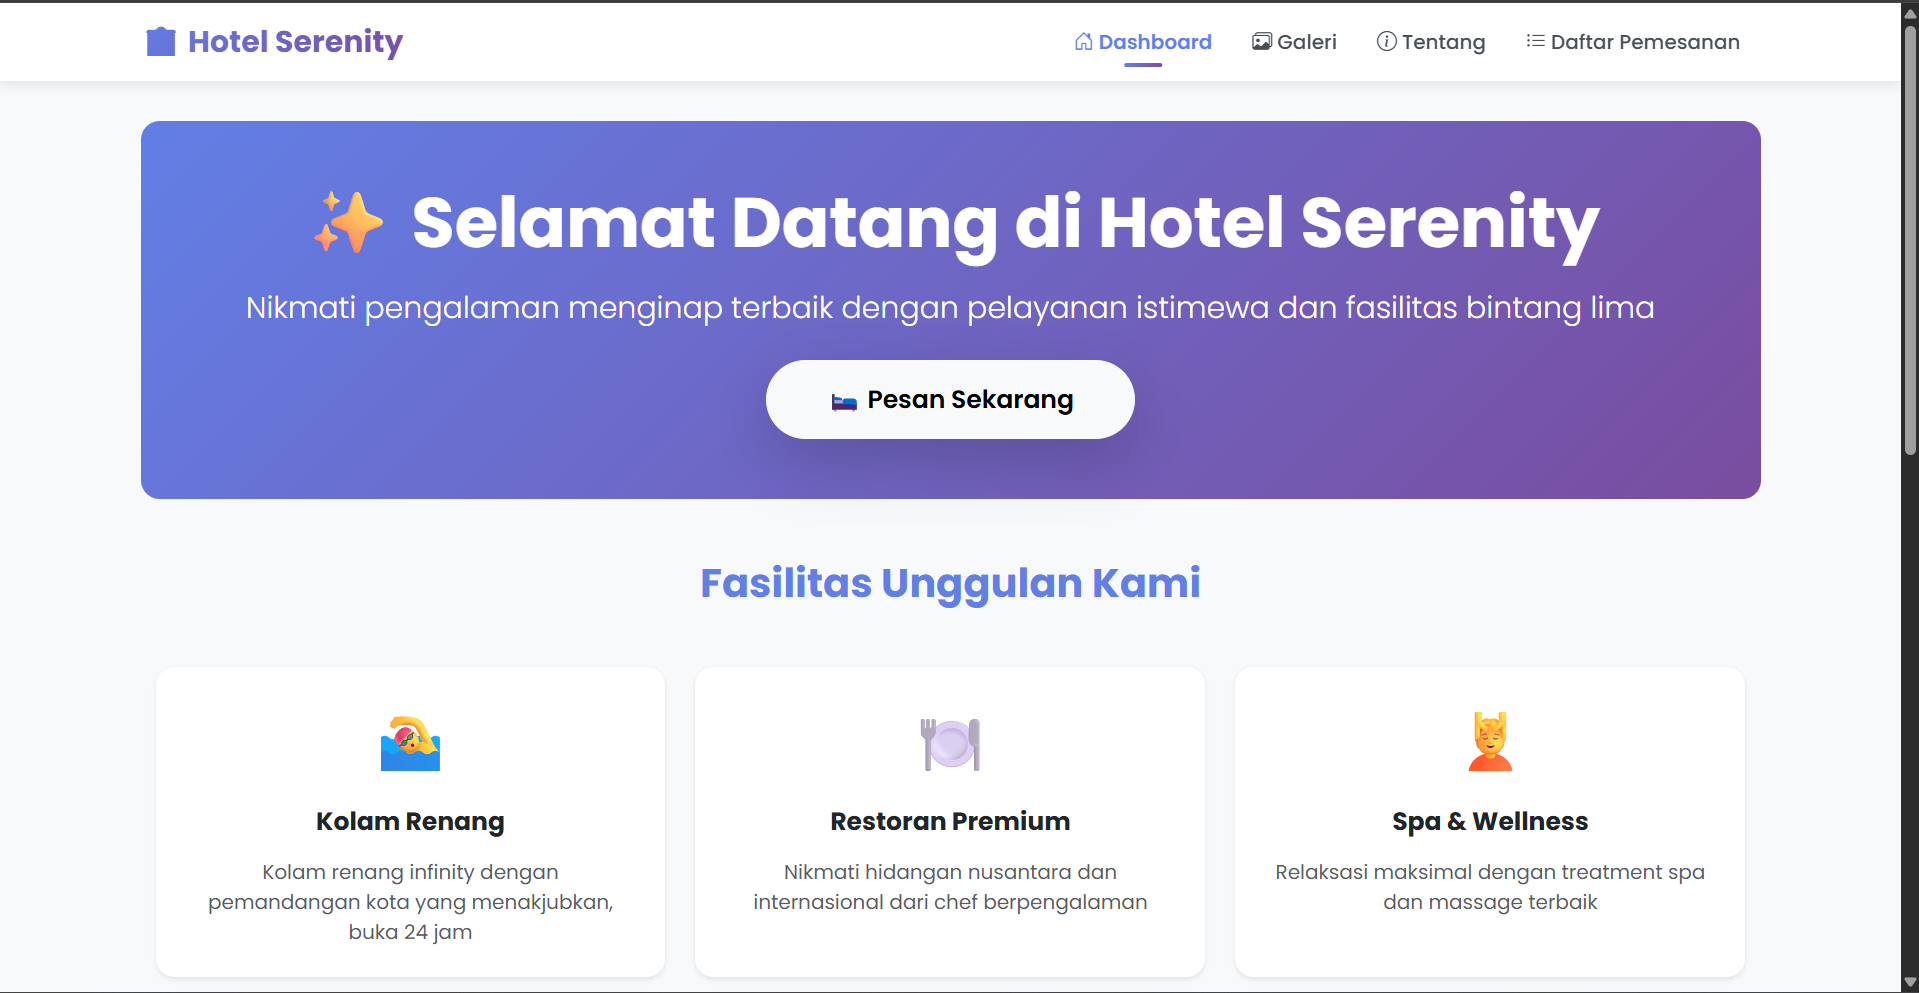 Hotel Serenity
Dashboard
Galeri
Tentang
Daftar Pemesanan
✨ Selamat Datang di Hotel Serenity
Nikmati pengalaman menginap terbaik dengan pelayanan istimewa dan fasilitas bintang lima
🛏️ Pesan Sekarang
Fasilitas Unggulan Kami
Kolam Renang
Kolam renang infinity dengan
pemandangan kota yang menakjubkan,
buka 24 jam
Restoran Premium
Nikmati hidangan nusantara dan
internasional dari chef berpengalaman
Spa & Wellness
Relaksasi maksimal dengan treatment spa
dan massage terbaik